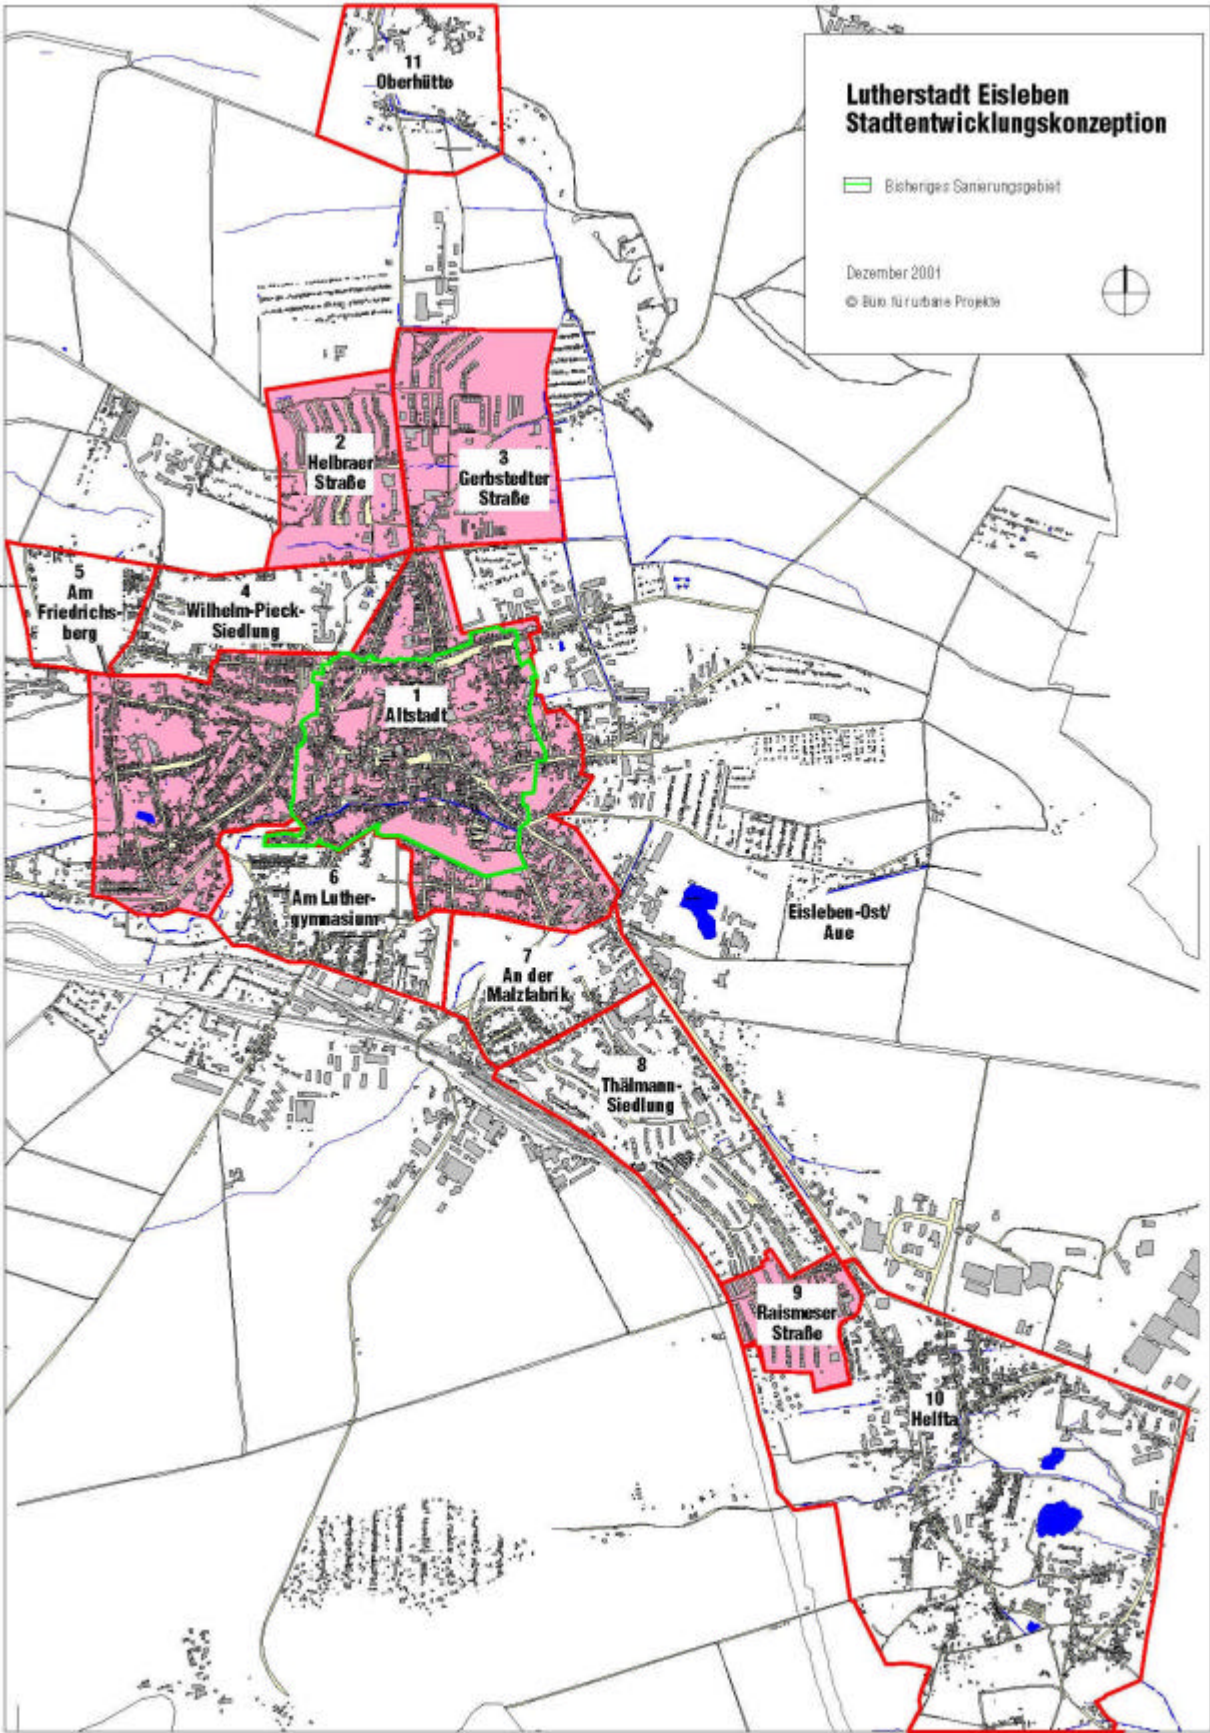 11
Oberhütte
Lutherstadt Eisleben
Stadtentwicklungskonzeption
Bisheriges Sanierungsgebiet
Dezember 2001
© Büro für urbane Projekte
2
Helbraer
Straße
3
Gerbstedter
Straße
5
Am
Friedrichs-
berg
4
Wilhelm-Pieck-
Siedlung
1
Altstadt
6
Am Luther-
gymnasium
Eisleben-Ost/
Aue
7
An der
Malzfabrik
8
Thälmann-
Siedlung
9
Raismeser
Straße
10
Helfta